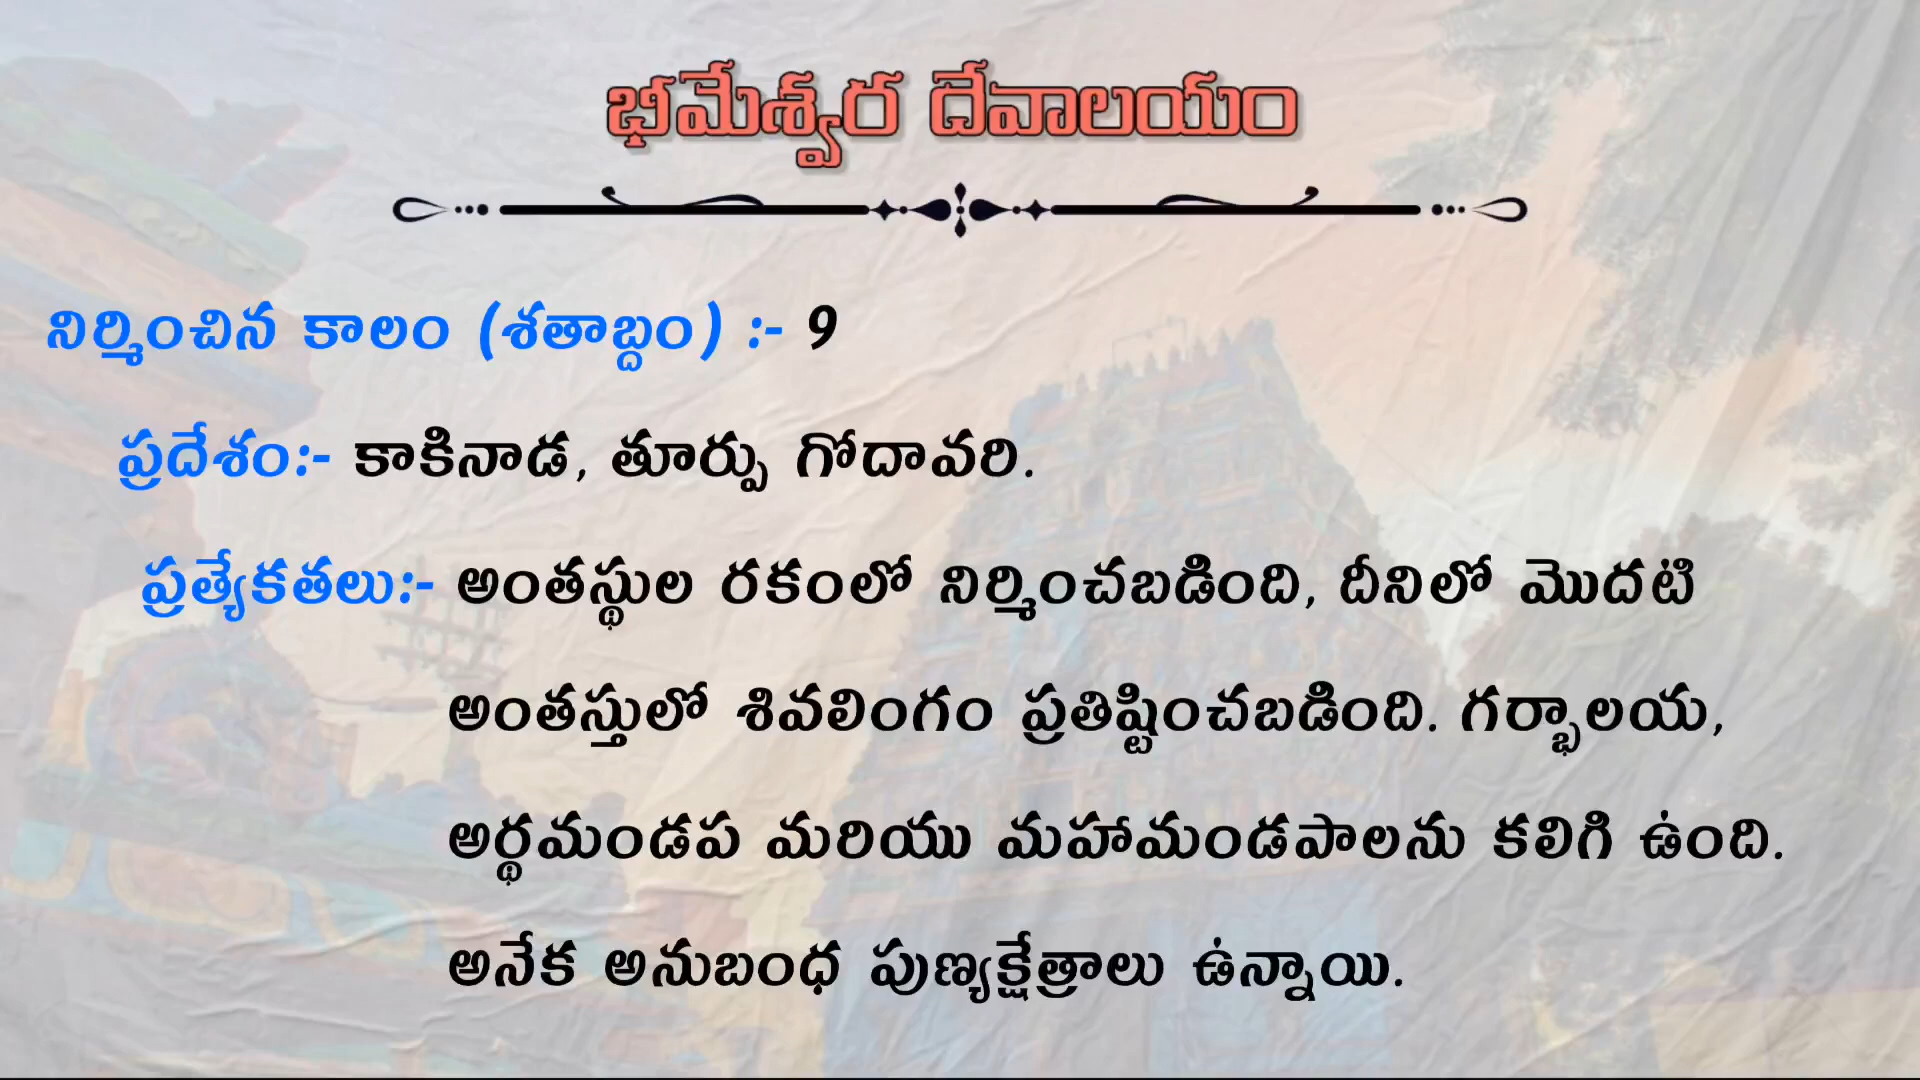 భీమేశ్వర దేవాలయం
నిర్మించిన కాలం (శతాబ్దం) :- 9
ప్రదేశం:- కాకినాడ, తూర్పు గోదావరి.
ప్రత్యేకతలు:- అంతస్థుల రకంలో నిర్మించబడింది, దీనిలో మొదటి
అంతస్తులో శివలింగం ప్రతిష్టించబడింది. గర్భాలయ,
అర్థమండప మరియు మహామండపాలను కలిగి ఉంది.
అనేక అనుబంధ పుణ్యక్షేత్రాలు ఉన్నాయి.